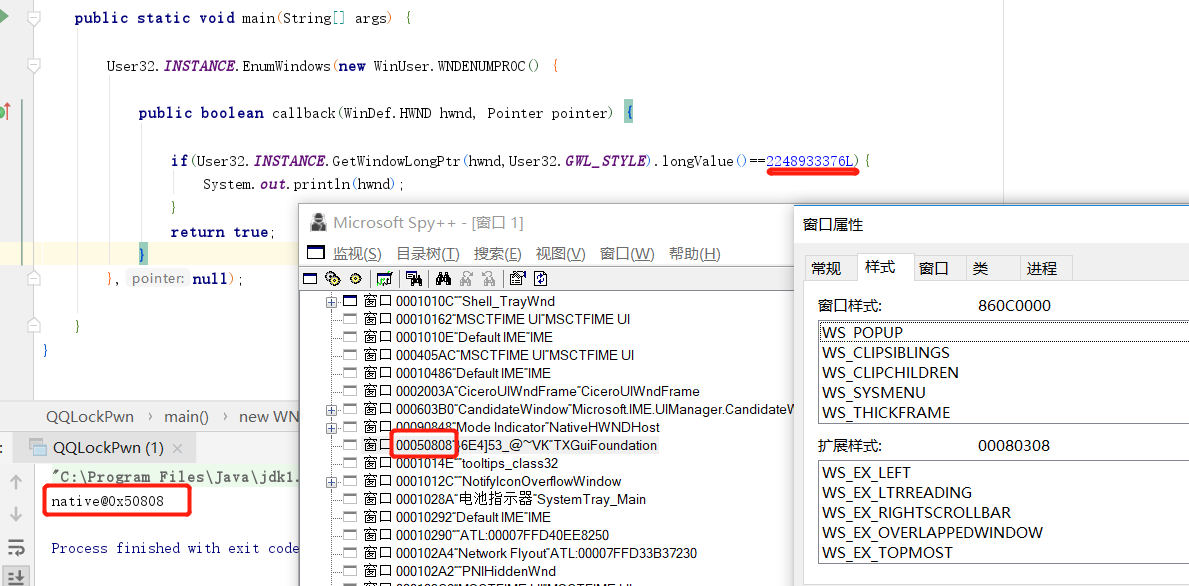 public static void main(String[] args) {
User32.INSTANCE.EnumWindows(new WinUser.WNDENUMPROC() {
public boolean callback(WinDef.HWND hwnd, Pointer pointer) {
if(User32.INSTANCE.GetWindowLongPtr(hwnd,User32.GWL_STYLE).longValue()==2248933376L){
System.out.println(hwnd);
}
return true;
}
}, pointer: null);
}
}
QQLockPwn › main() › new WN
QQLockPwn (1) ×
"C:\Program Files\Java\jdk1.
native@0x50808
Process finished with exit code
Microsoft Spy++ - [窗口 1]
监视(S) 目录树(T) 搜索(E) 视图(V) 窗口(W) 帮助(H)
窗口 0001010C""Shell_TrayWnd
窗口 00010162"MSCTFIME UI"MSCTFIME UI
窗口 0001010E"Default IME"IME
窗口 000405AC"MSCTFIME UI"MSCTFIME UI
窗口 00010486"Default IME"IME
窗口 0002003A"CiceroUIWndFrame"CiceroUIWndFrame
窗口 000603B0"CandidateWindow"Microsoft.IME.UIManager.CandidateW
窗口 00090848"Mode Indicator"NativeHWNDHost
窗口 00050808"6E4]53_@~VK"TXGuiFoundation
窗口 0001014E""tooltips_class32
窗口 0001012C""NotifyIconOverflowWindow
窗口 0001028A"电池指示器"SystemTray_Main
窗口 00010292"Default IME"IME
窗口 00010290""ATL:00007FFD40EE8250
窗口 000102A4"Network Flyout"ATL:00007FFD33B37230
窗口 000102A2""PNIHiddenWnd
窗口属性
常规 样式 窗口 类 进程
窗口样式: 860C0000
WS_POPUP
WS_CLIPSIBLINGS
WS_CLIPCHILDREN
WS_SYSMENU
WS_THICKFRAME
扩展样式: 00080308
WS_EX_LEFT
WS_EX_LTRREADING
WS_EX_RIGHTSCROLLBAR
WS_EX_OVERLAPPEDWINDOW
WS_EX_TOPMOST